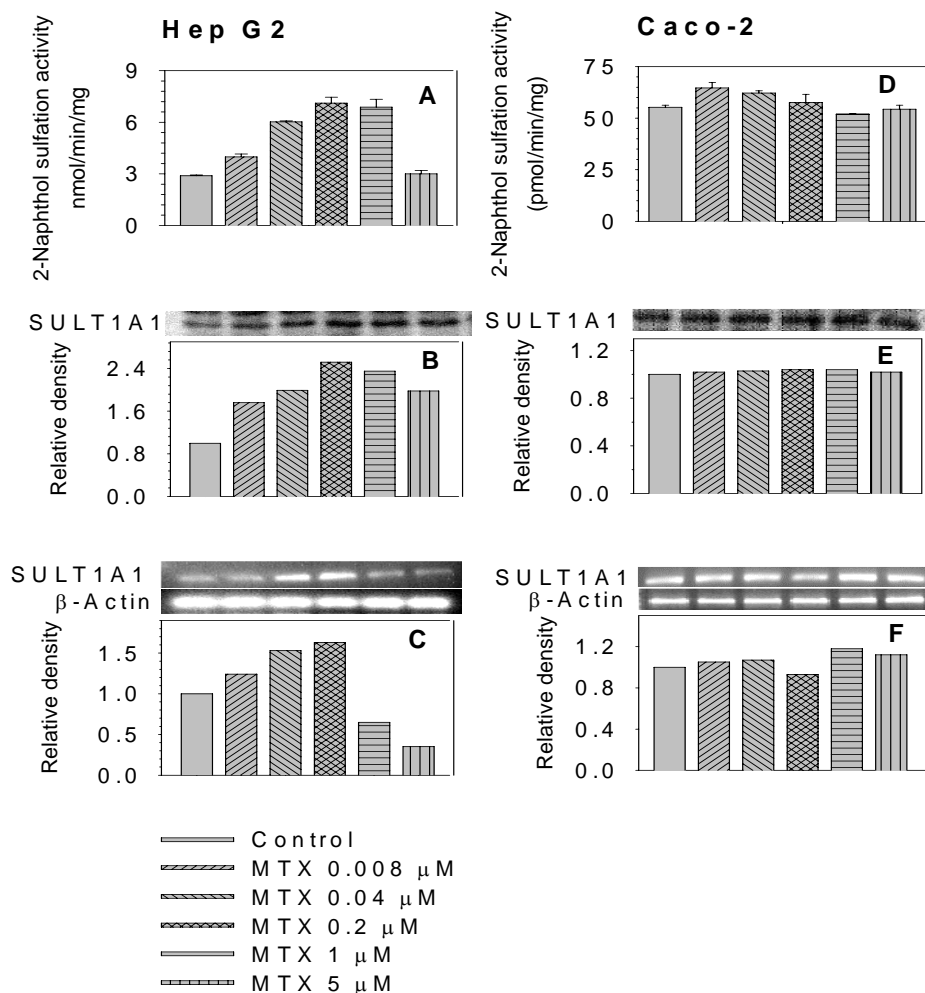 Hep G2
2-Naphthol sulfation activity
nmol/min/mg
9
6
3
0
A
SULT1A1
Relative density
2.4
1.6
0.8
0.0
B
SULT1A1
β-Actin
Relative density
1.5
1.0
0.5
0.0
C
Caco-2
2-Naphthol sulfation activity
(pmol/min/mg)
75
50
25
0
D
SULT1A1
Relative density
1.2
0.8
0.4
0.0
E
SULT1A1
β-Actin
Relative density
1.2
0.8
0.4
0.0
F
Control
MTX 0.008 μM
MTX 0.04 μM
MTX 0.2 μM
MTX 1 μM
MTX 5 μM